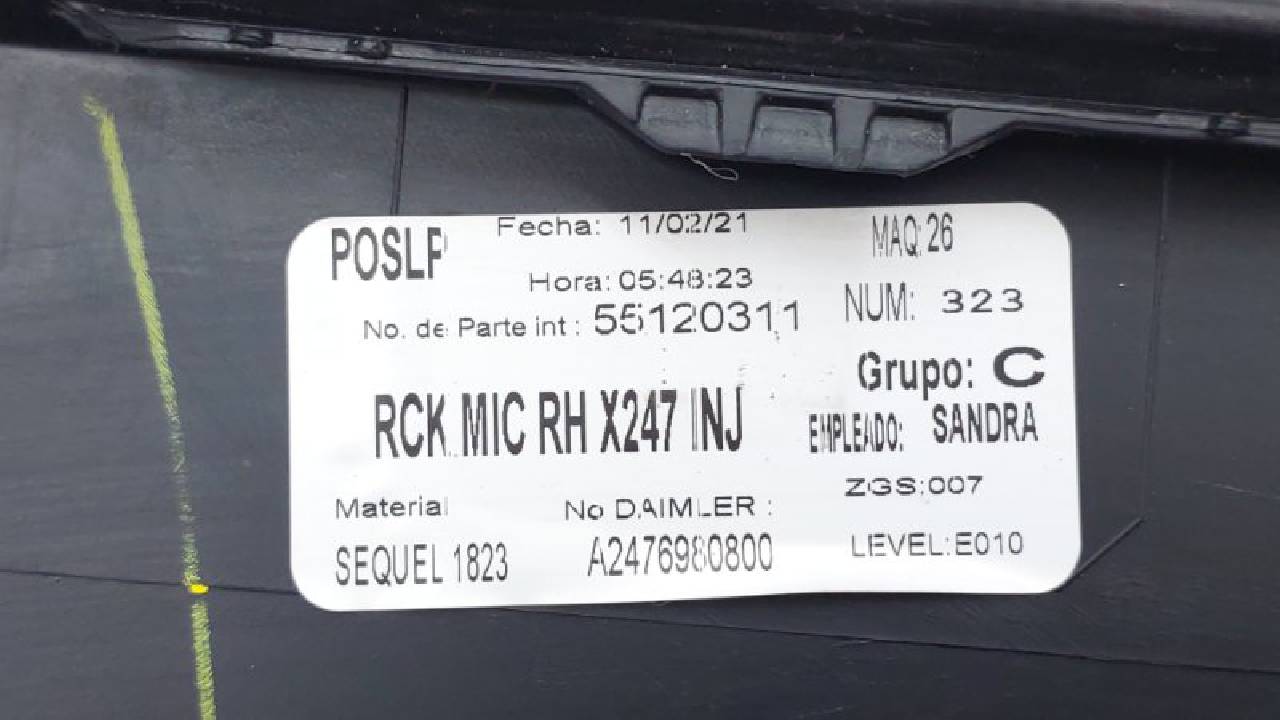 POSLP Fecha: 11/02/21 MAQ: 26
Hora: 05:48:23
No. de Parte int : 55120311 NUM: 323
Grupo: C
RCK MIC RH X247 INJ EMPLEADO: SANDRA
Material No DAIMLER : ZGS:007
SEQUEL 1823 A2476980800 LEVEL:E010